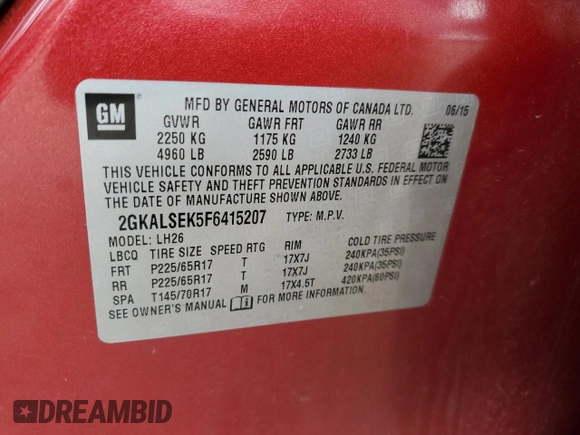 GM
MFD BY GENERAL MOTORS OF CANADA LTD. 06/15
GVWR GAWR FRT GAWR RR
2250 KG 1175 KG 1240 KG
4960 LB 2590 LB 2733 LB
THIS VEHICLE CONFORMS TO ALL APPLICABLE U.S. FEDERAL MOTOR
VEHICLE SAFETY AND THEFT PREVENTION STANDARDS IN EFFECT ON
THE DATE OF MANUFACTURE SHOWN ABOVE.
2GKALSEK5F6415207 TYPE: M.P.V.
MODEL: LH26
LBCQ TIRE SIZE SPEED RTG RIM COLD TIRE PRESSURE
FRT P225/65R17 T 17X7J 240KPA(35PSI)
RR P225/65R17 T 17X7J 240KPA(35PSI)
SPA T145/70R17 M 17X4.5T 420KPA(60PSI)
SEE OWNER'S MANUAL FOR MORE INFORMATION
DREAMBID